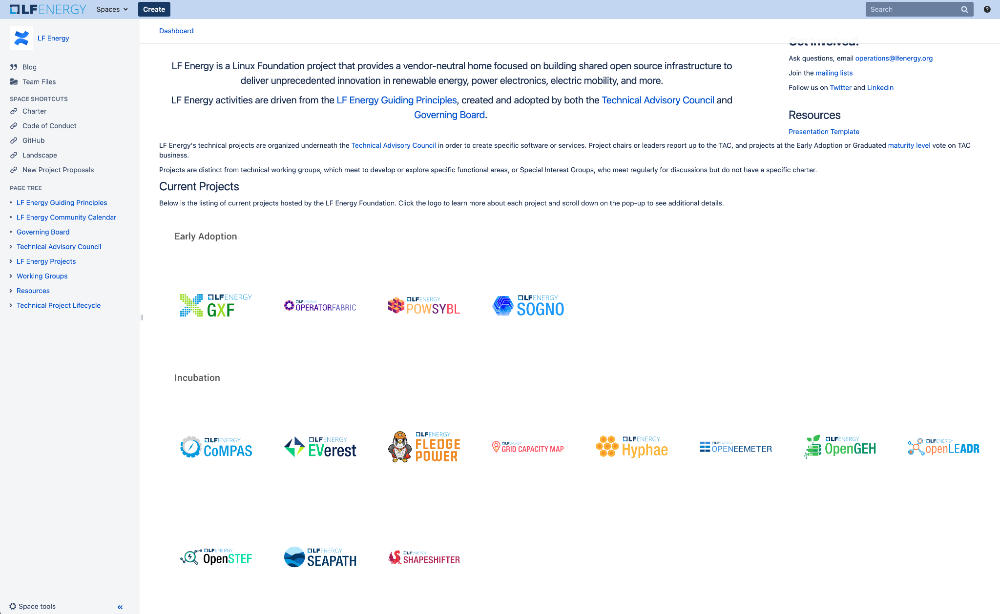 LFENERGY
Spaces
Create
Search
LF Energy
Blog
Team Files
SPACE SHORTCUTS
Charter
Code of Conduct
GitHub
Landscape
New Project Proposals
PAGE TREE
LF Energy Guiding Principles
LF Energy Community Calendar
Governing Board
Technical Advisory Council
LF Energy Projects
Working Groups
Resources
Technical Project Lifecycle
Space tools
Dashboard
LF Energy is a Linux Foundation project that provides a vendor-neutral home focused on building shared open source infrastructure to
deliver unprecedented innovation in renewable energy, power electronics, electric mobility, and more.
LF Energy activities are driven from the LF Energy Guiding Principles, created and adopted by both the Technical Advisory Council and
Governing Board.
Get Involved!
Ask questions, email operations@lfenergy.org
Join the mailing lists
Follow us on Twitter and LinkedIn
Resources
Presentation Template
LF Energy's technical projects are organized underneath the Technical Advisory Council in order to create specific software or services. Project chairs or leaders report up to the TAC, and projects at the Early Adoption or Graduated maturity level vote on TAC
business.
Projects are distinct from technical working groups, which meet to develop or explore specific functional areas, or Special Interest Groups, who meet regularly for discussions but do not have a specific charter.
Current Projects
Below is the listing of current projects hosted by the LF Energy Foundation. Click the logo to learn more about each project and scroll down on the pop-up to see additional details.
Early Adoption
LFENERGY
GXF
LFENERGY
OPERATORFABRIC
LFENERGY
POWSYBL
LFENERGY
SOGNO
Incubation
LFENERGY
CoMPAS
LFENERGY
EVerest
LFENERGY
FLEDGE
POWER
LFENERGY
GRID CAPACITY MAP
LFENERGY
Hyphae
LFENERGY
OPENEEMETER
LFENERGY
OpenGEH
LFENERGY
openLEADR
LFENERGY
OpenSTEF
LFENERGY
SEAPATH
LFENERGY
SHAPESHIFTER